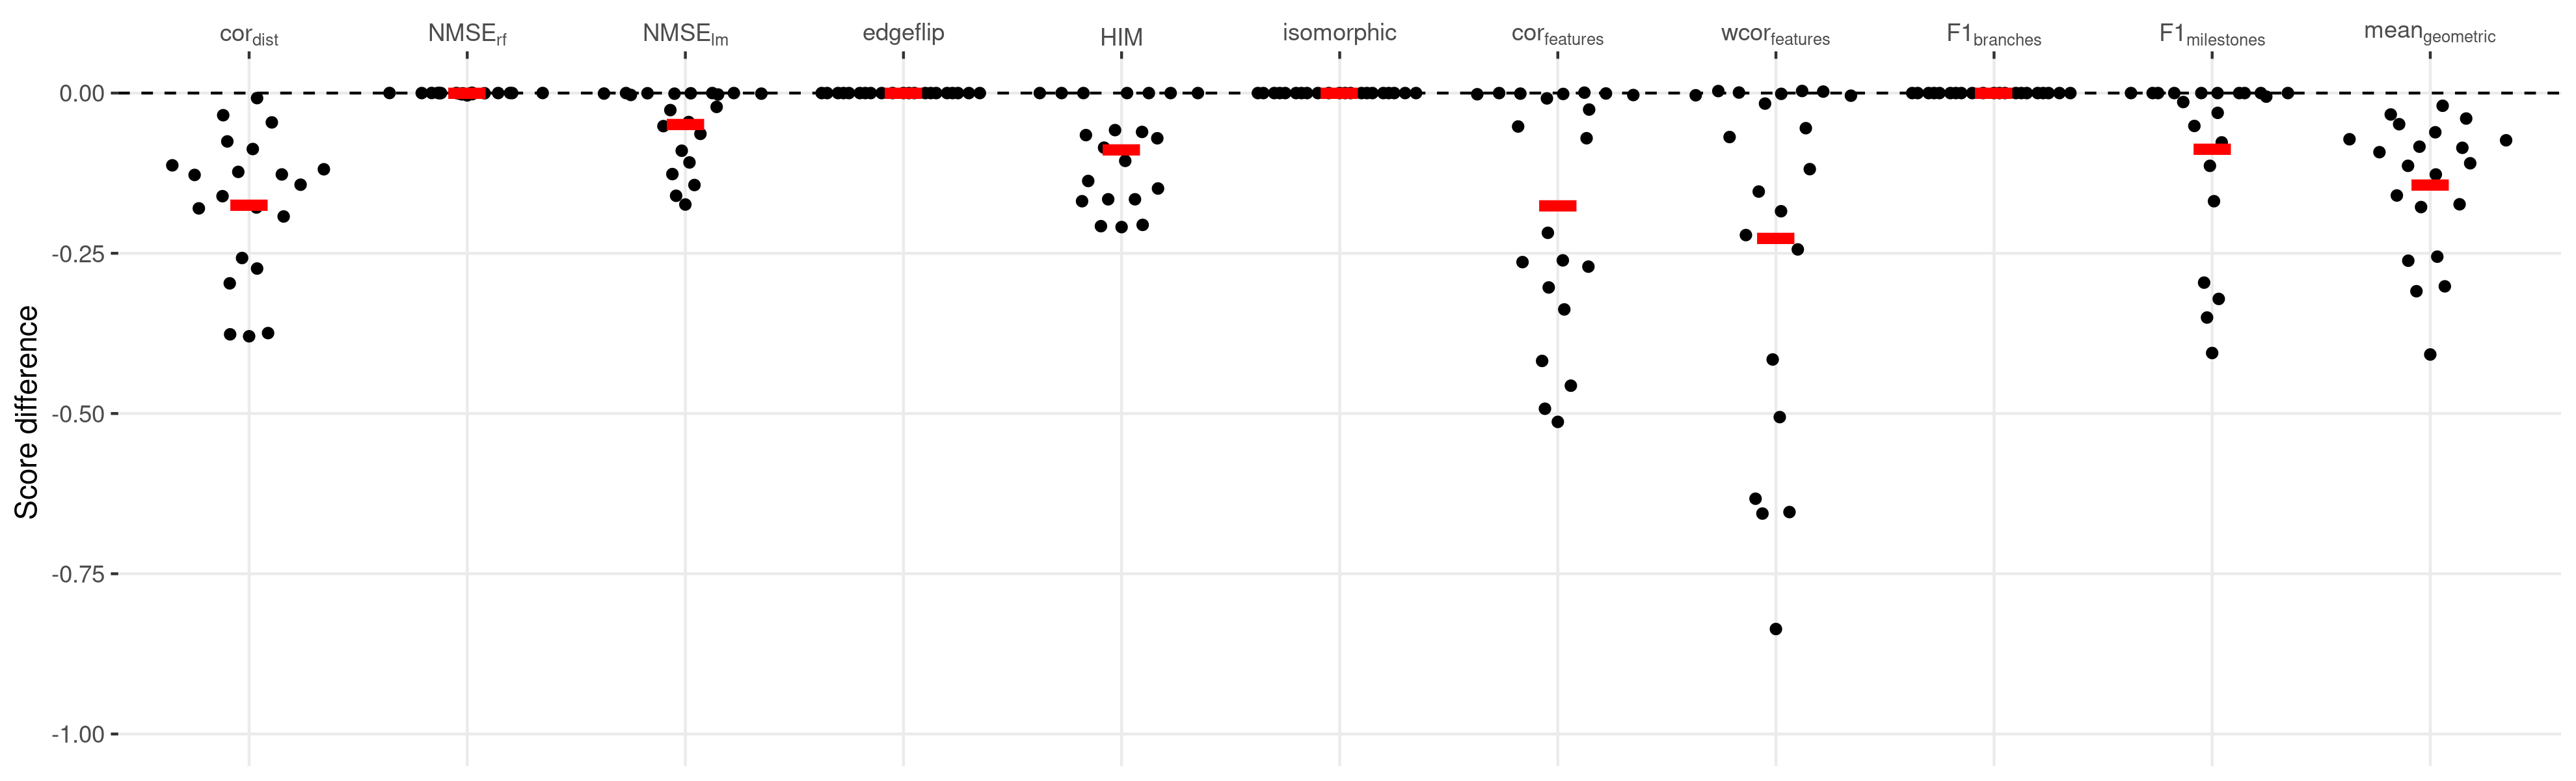 cordist NMSErf NMSElm edgeflip HIM isomorphic corfeatures wcorfeatures F1branches F1milestones meangeometric
0.00
-0.25
-0.50
-0.75
-1.00
Score difference